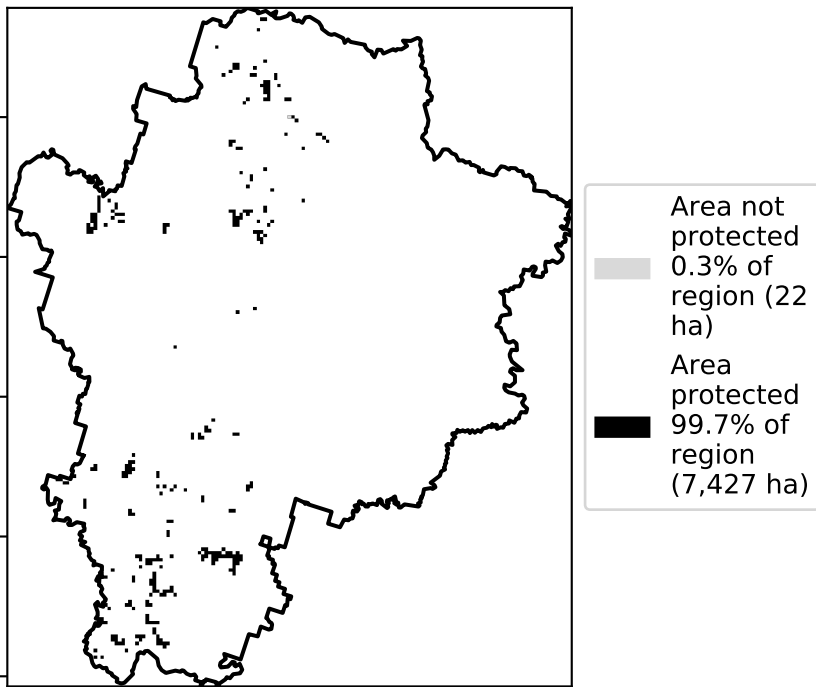 Area not
protected
0.3% of
region (22
ha)
Area
protected
99.7% of
region
(7,427 ha)